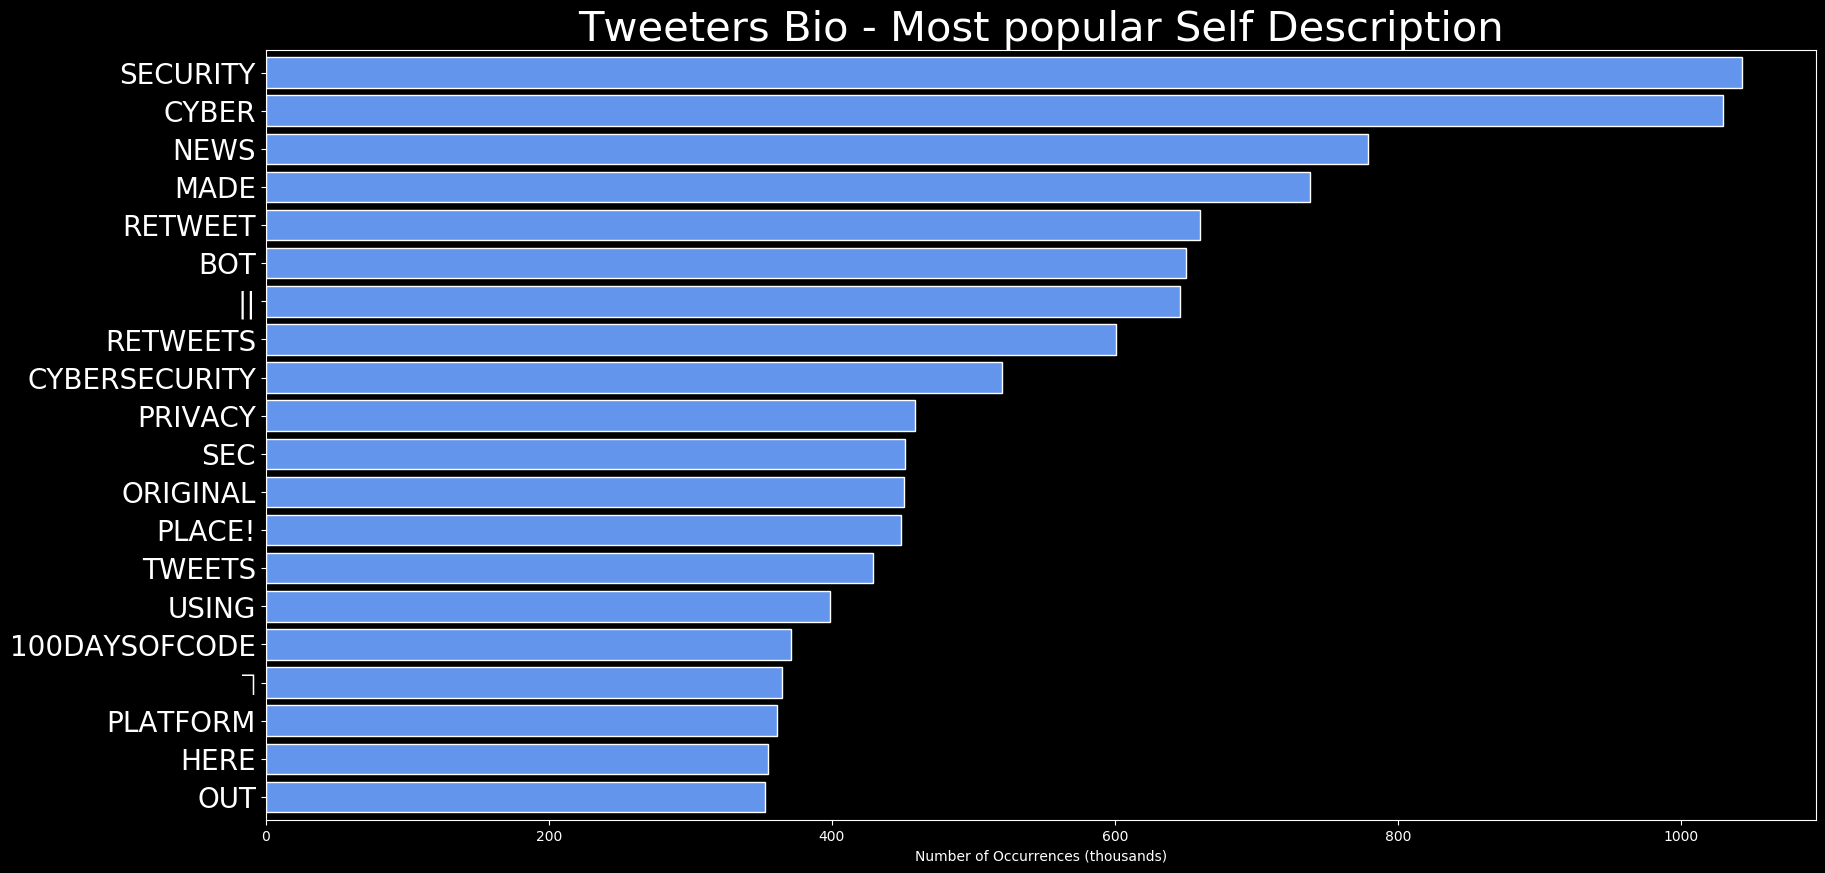 Tweeters Bio - Most popular Self Description
SECURITY
CYBER
NEWS
MADE
RETWEET
BOT
||
RETWEETS
CYBERSECURITY
PRIVACY
SEC
ORIGINAL
PLACE!
TWEETS
USING
100DAYSOFCODE
PLATFORM
HERE
OUT
0 200 400 600 800 1000
Number of Occurrences (thousands)